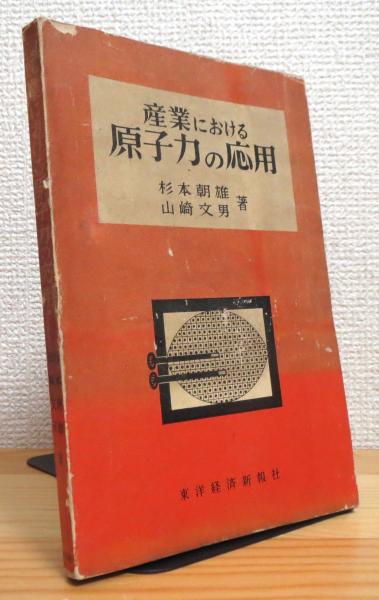 産業における
原子力の応用
杉本朝雄
山崎文男 著
東洋経済新報社